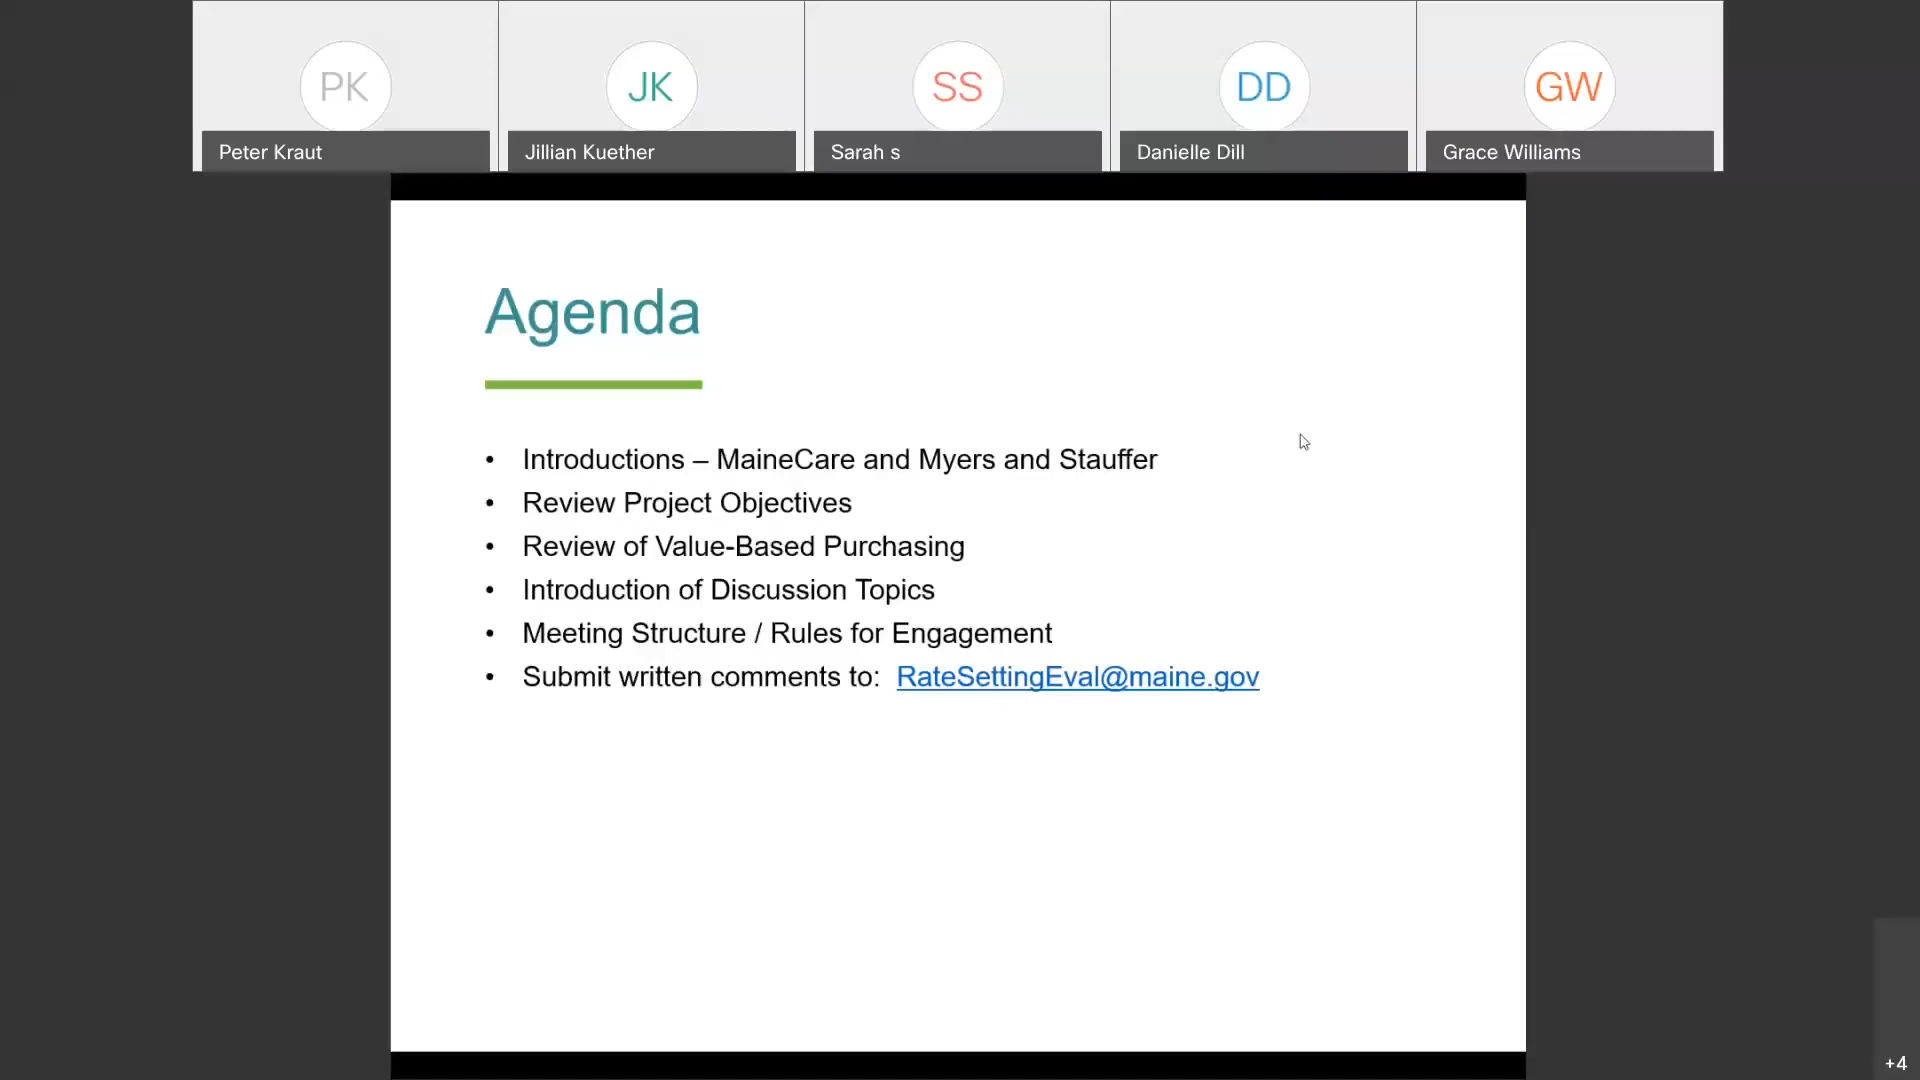 PK
JK
SS
DD
GW
Peter Kraut
Jillian Kuether
Sarah s
Danielle Dill
Grace Williams
Agenda
• Introductions – MaineCare and Myers and Stauffer
• Review Project Objectives
• Review of Value-Based Purchasing
• Introduction of Discussion Topics
• Meeting Structure / Rules for Engagement
• Submit written comments to: RateSettingEval@maine.gov
+4